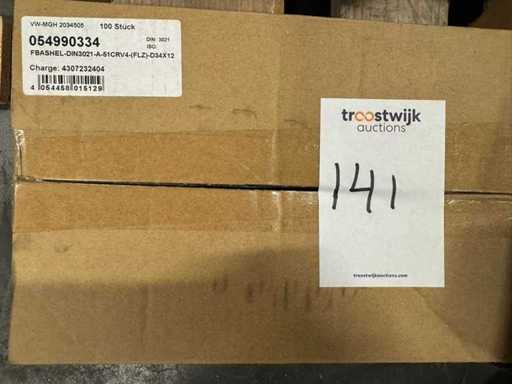 VW-MGH 2034505 100 Stück
054990334 DIN: 3021
ISO:
FBASHEL-DIN3021-A-51CRV4-(FLZ)-D34X12
Charge: 4307232404
4 054458 015129
troostwijk
auctions
141
troostwijkauctions.com